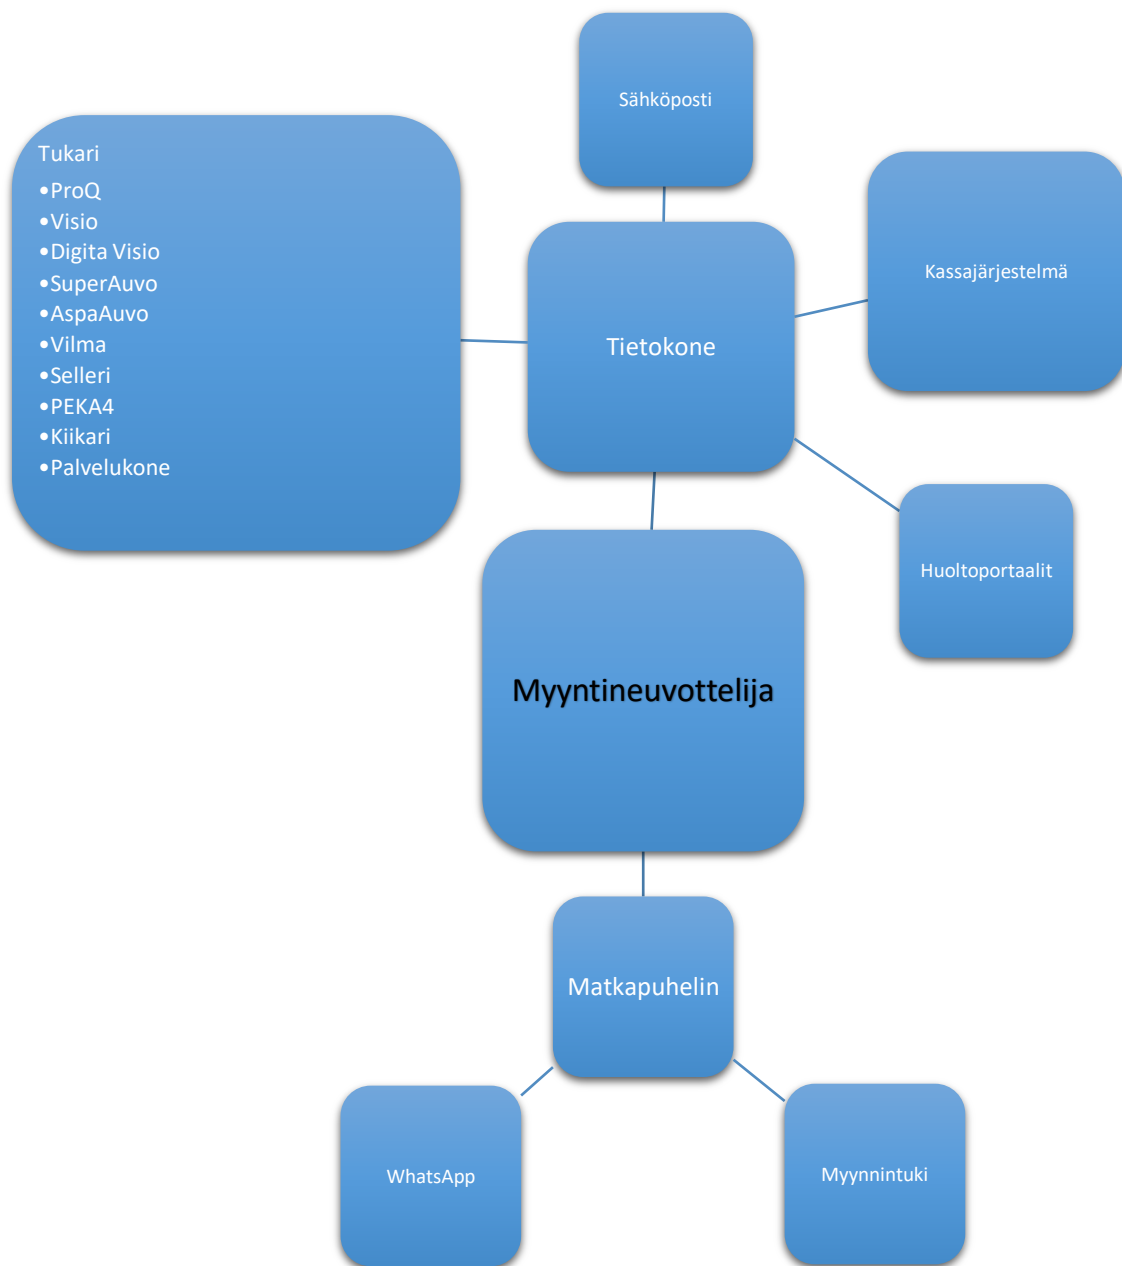 Sähköposti
Tukari
•ProQ
•Visio
•Digita Visio
•SuperAuvo
•AspaAuvo
•Vilma
•Selleri
•PEKA4
•Kiikari
•Palvelukone
Kassajärjestelmä
Tietokone
Huoltoportaalit
Myyntineuvottelija
Matkapuhelin
WhatsApp
Myynnintuki